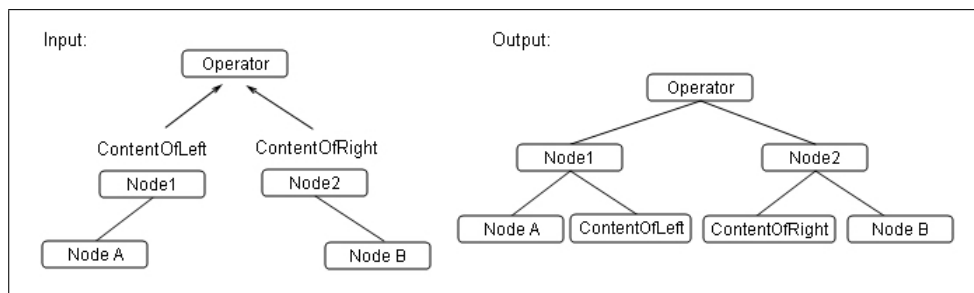 Input:
Operator
ContentOfLeft
ContentOfRight
Node1
Node2
Node A
Node B
Output:
Operator
Node1
Node2
Node A
ContentOfLeft
ContentOfRight
Node B